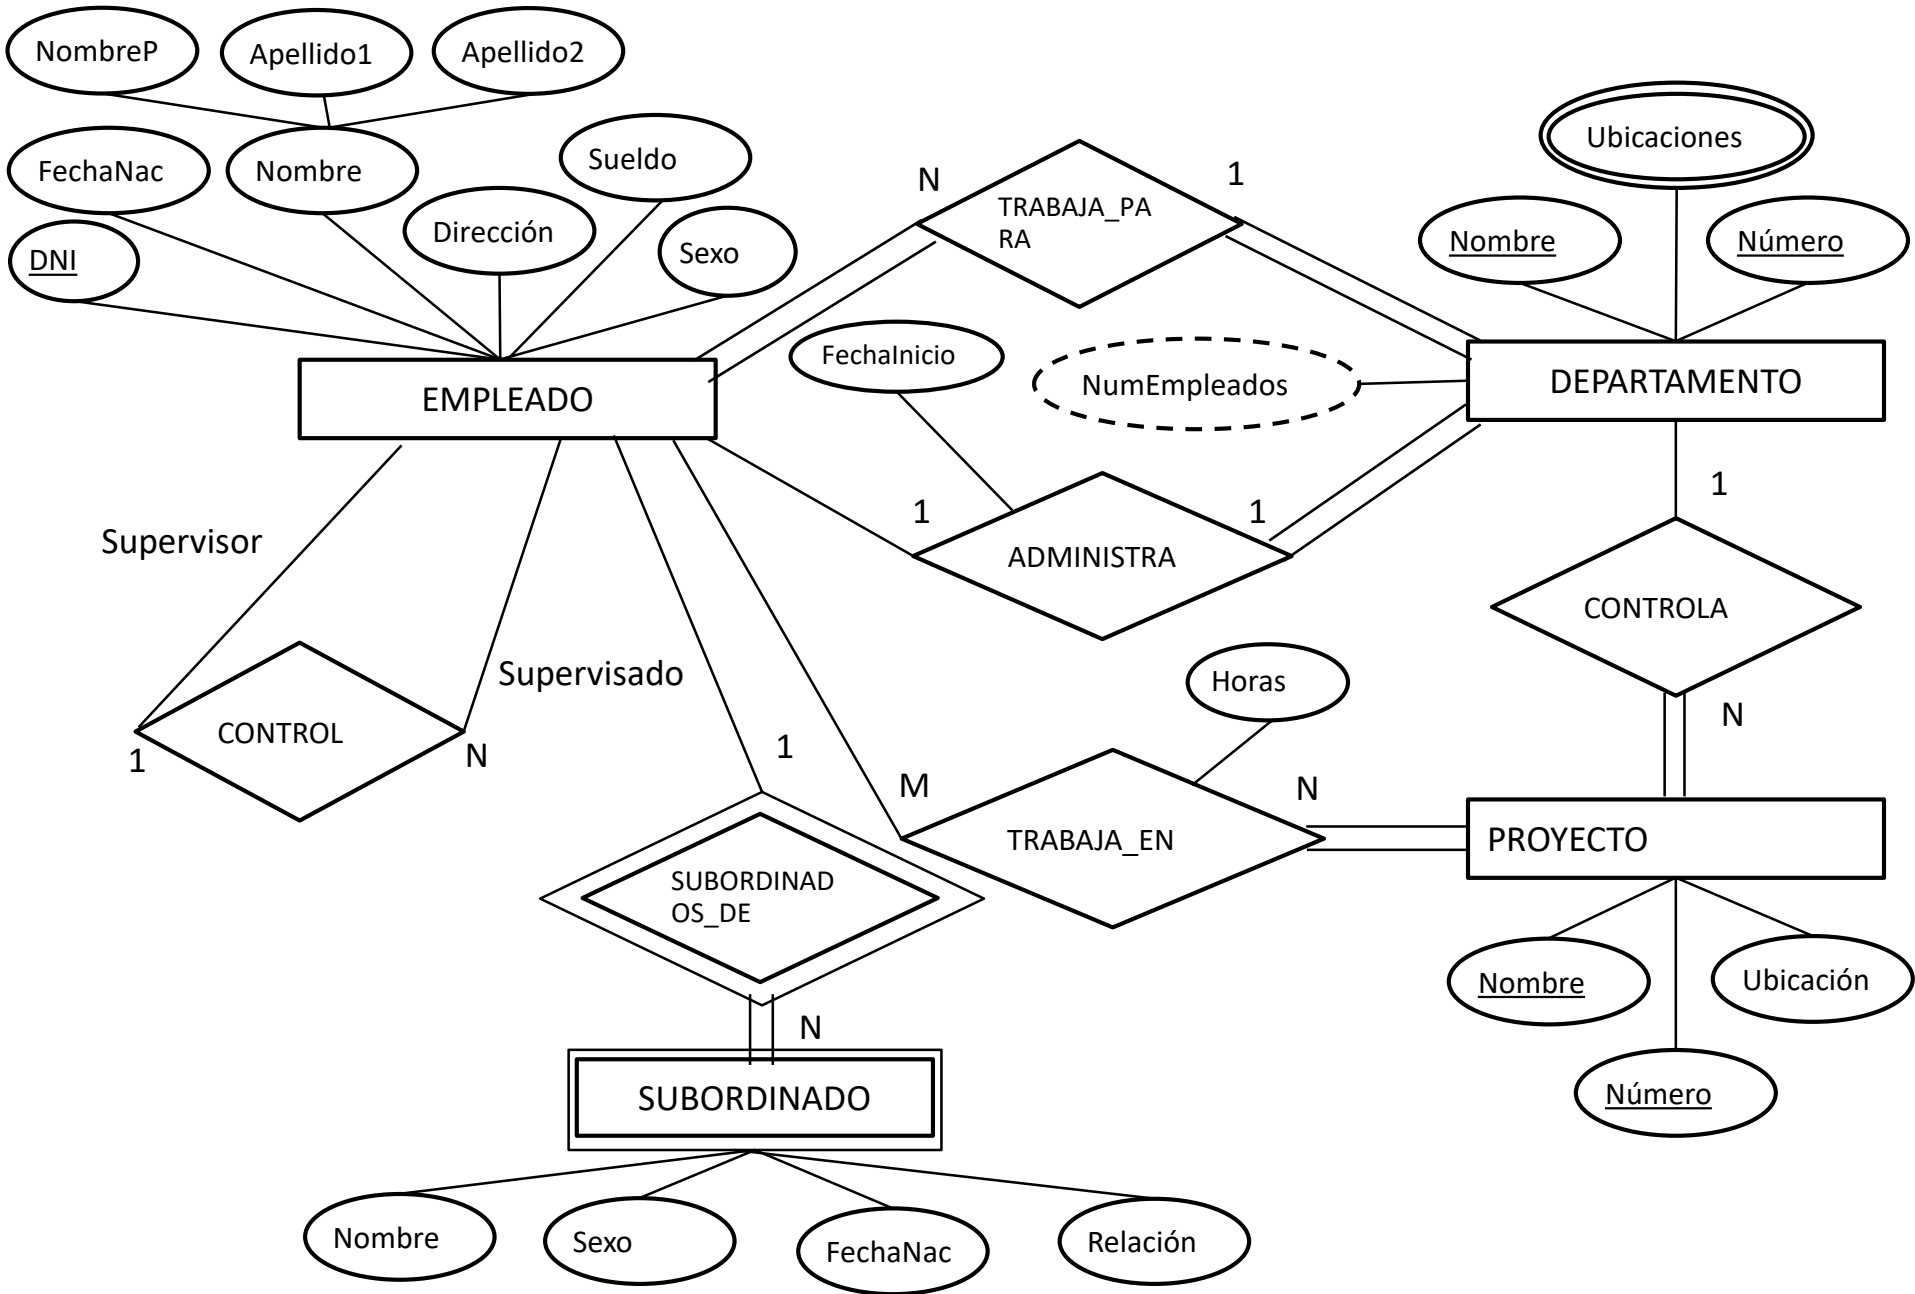 NombreP
Apellido1
Apellido2
Ubicaciones
FechaNac
Nombre
Sueldo
N
1
TRABAJA_PA
RA
Dirección
Sexo
DNI
Nombre
Número
FechaInicio
NumEmpleados
EMPLEADO
DEPARTAMENTO
1
1
1
Supervisor
ADMINISTRA
CONTROLA
Supervisado
Horas
CONTROL
1
N
1
N
M
N
TRABAJA_EN
PROYECTO
SUBORDINAD
OS_DE
Nombre
Ubicación
N
Número
SUBORDINADO
Nombre
Sexo
FechaNac
Relación